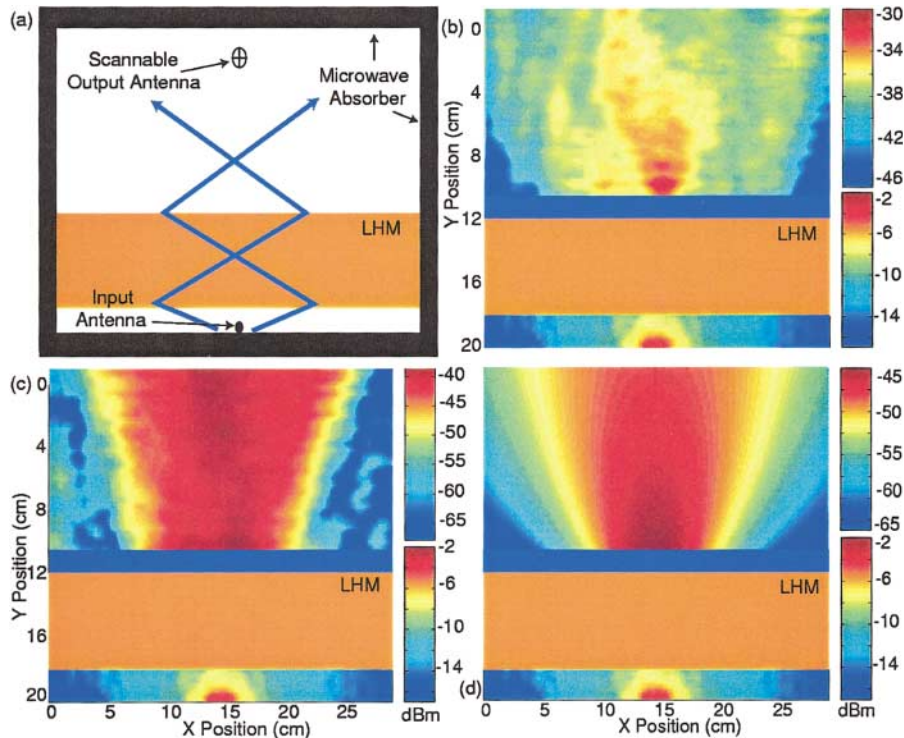 (a)
Scannable
Output Antenna
Microwave
Absorber
LHM
Input
Antenna
(b)
Y Position (cm)
0
4
8
12
16
20
LHM
-30
-34
-38
-42
-46
-2
-6
-10
-14
(c)
Y Position (cm)
0
4
8
12
16
20
LHM
0
5
10
15
20
25
X Position (cm)
-40
-45
-50
-55
-60
-65
-2
-6
-10
-14
dBm
(d)
LHM
0
5
10
15
20
25
X Position (cm)
-45
-50
-55
-60
-65
-2
-6
-10
-14
dBm